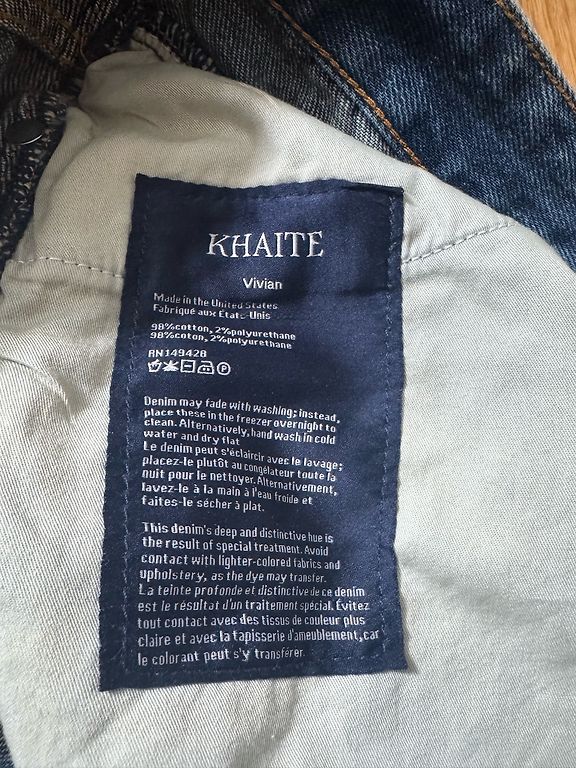 KHAITE
Vivian
Made in the United States
Fabriqué aux États-Unis
98%cotton, 2%polyurethane
98%coton, 2%polyurethane
RN149428
P
Denim may fade with washing; instead,
place these in the freezer overnight to
clean. Alternatively, hand wash in cold
water and dry flat
Le denim peut s'éclaircir avec le lavage;
placez-le plutôt au congélateur toute la
nuit pour le nettoyer. Alternativement,
lavez-le à la main à l'eau froide et
faites-le sécher à plat.
This denim's deep and distinctive hue is
the result of special treatment. Avoid
contact with lighter-colored fabrics and
upholstery, as the dye may transfer.
La teinte profonde et distinctive de ce denim
est le résultat d'un traitement spécial. Évitez
tout contact avec des tissus de couleur plus
claire et avec la tapisserie d'ameublement, car
le colorant peut s'y transférer.